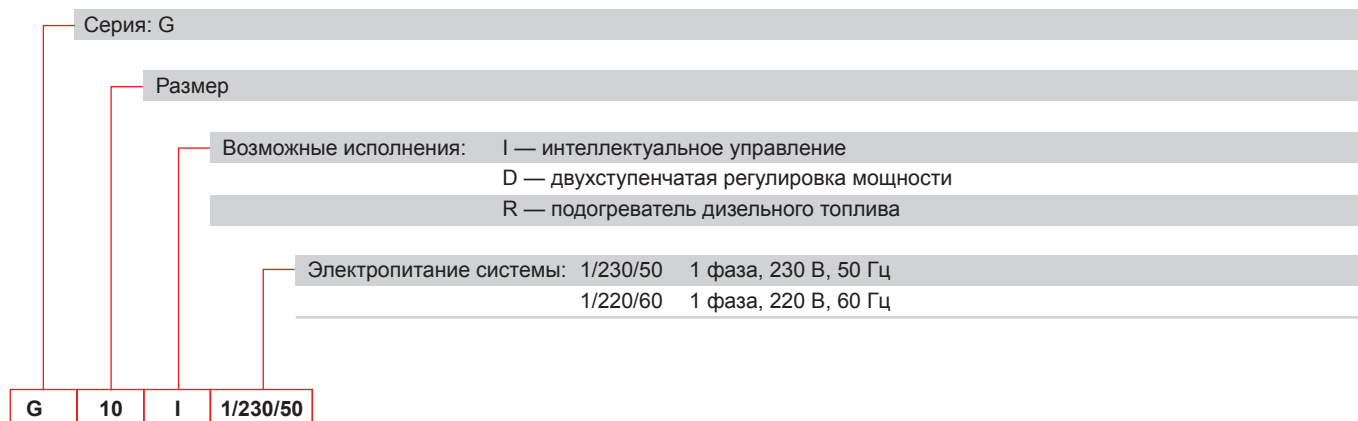 Серия: G
Размер
Возможные исполнения: I — интеллектуальное управление
D — двухступенчатая регулировка мощности
R — подогреватель дизельного топлива
Электропитание системы: 1/230/50 1 фаза, 230 В, 50 Гц
1/220/60 1 фаза, 220 В, 60 Гц
G 10 I 1/230/50